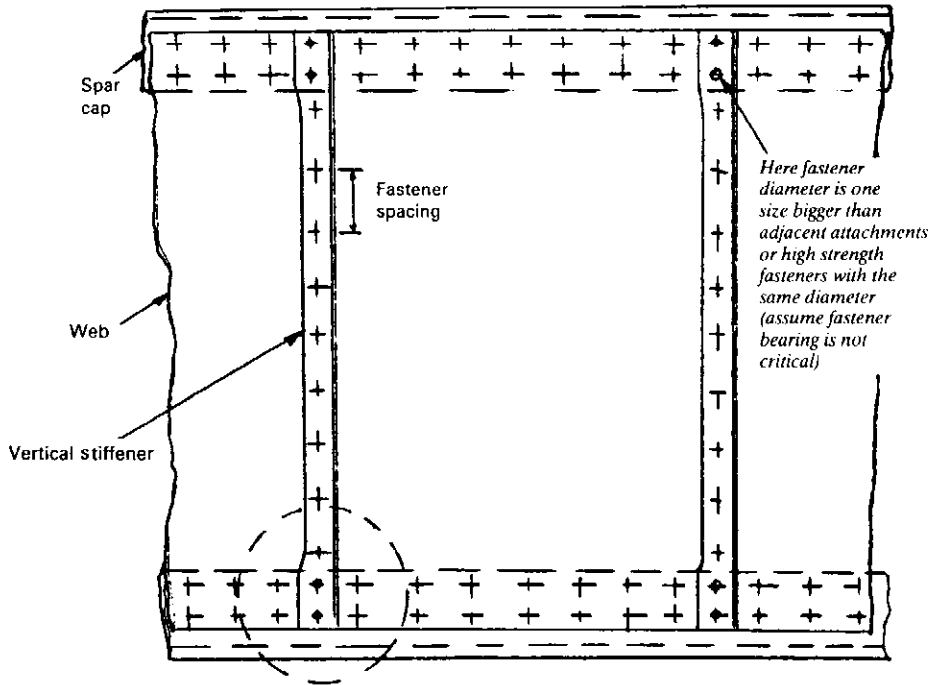 Spar
cap
Fastener
spacing
Here fastener
diameter is one
size bigger than
adjacent attachments
or high strength
fasteners with the
same diameter
(assume fastener
bearing is not
critical)
Web
Vertical stiffener